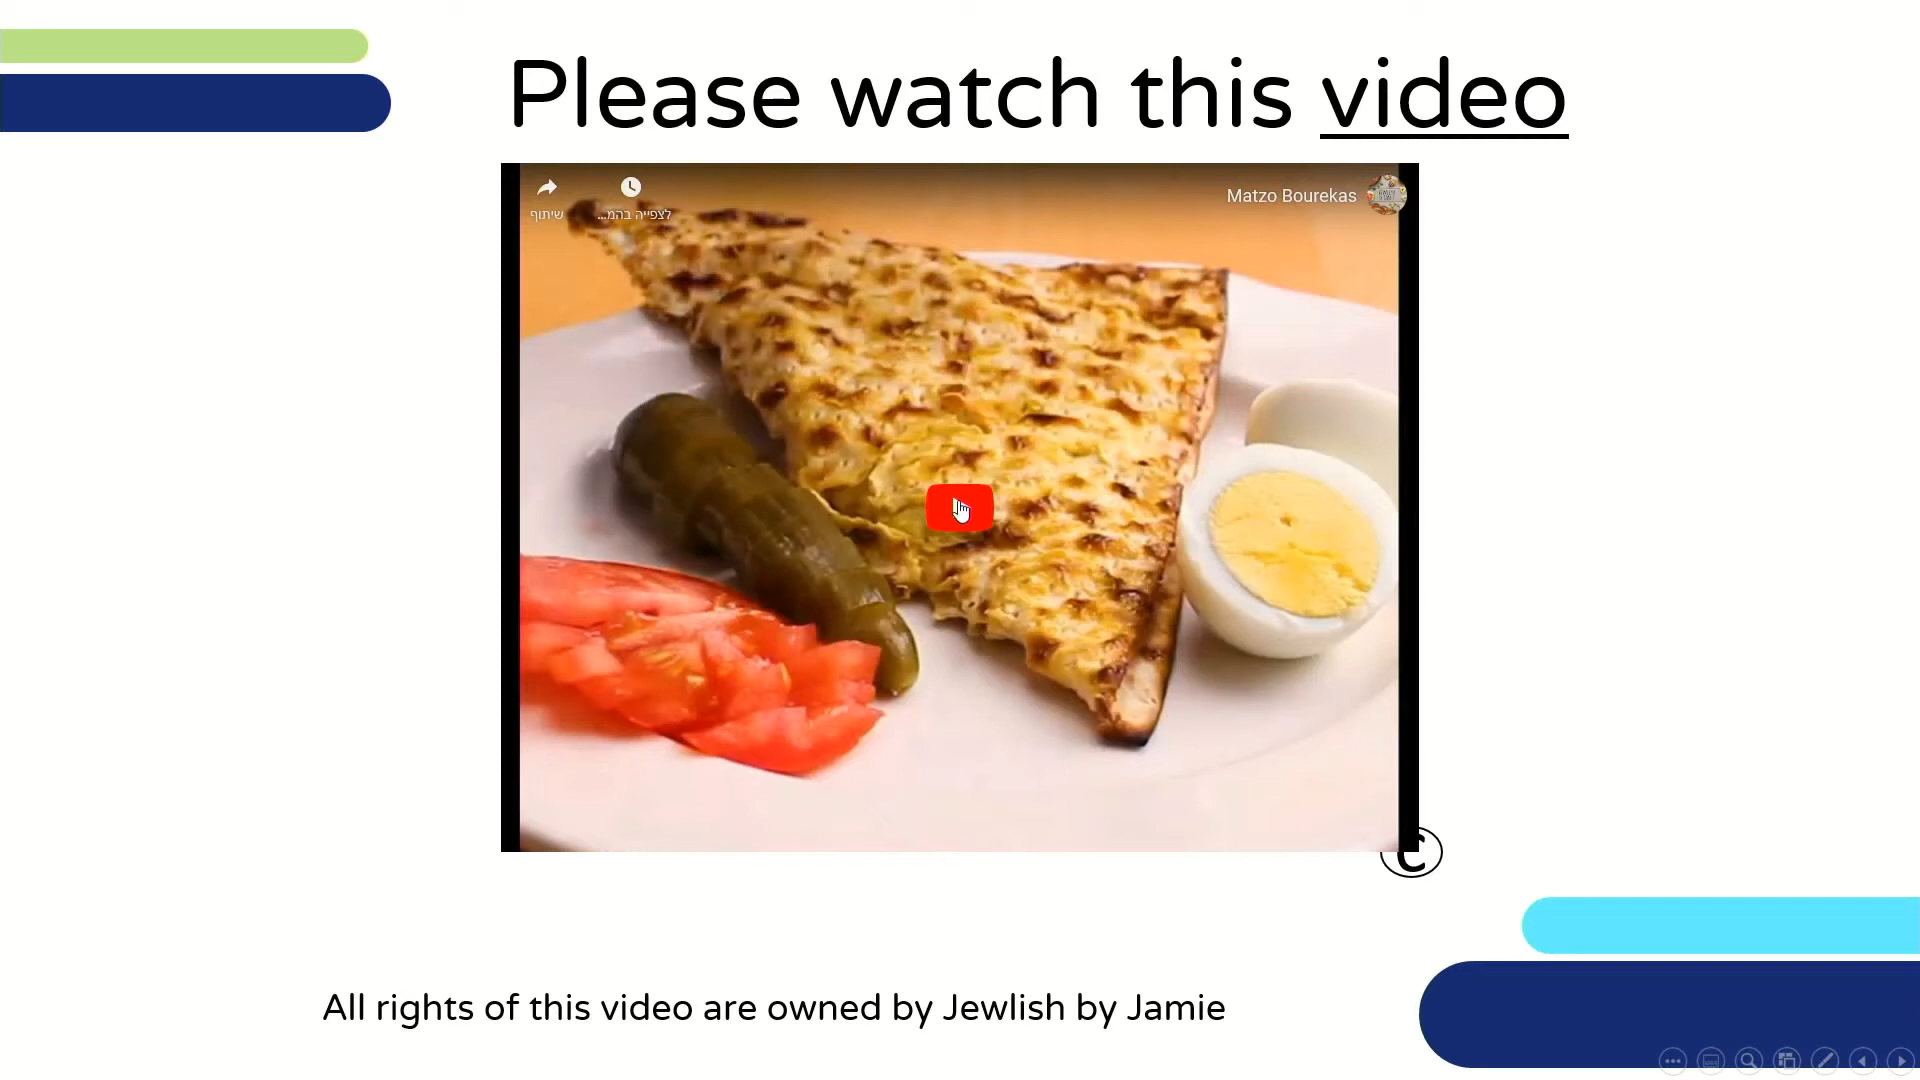 Please watch this video
שיתוף
לצפייה בהמ...
Matzo Bourekas
©
All rights of this video are owned by Jewlish by Jamie